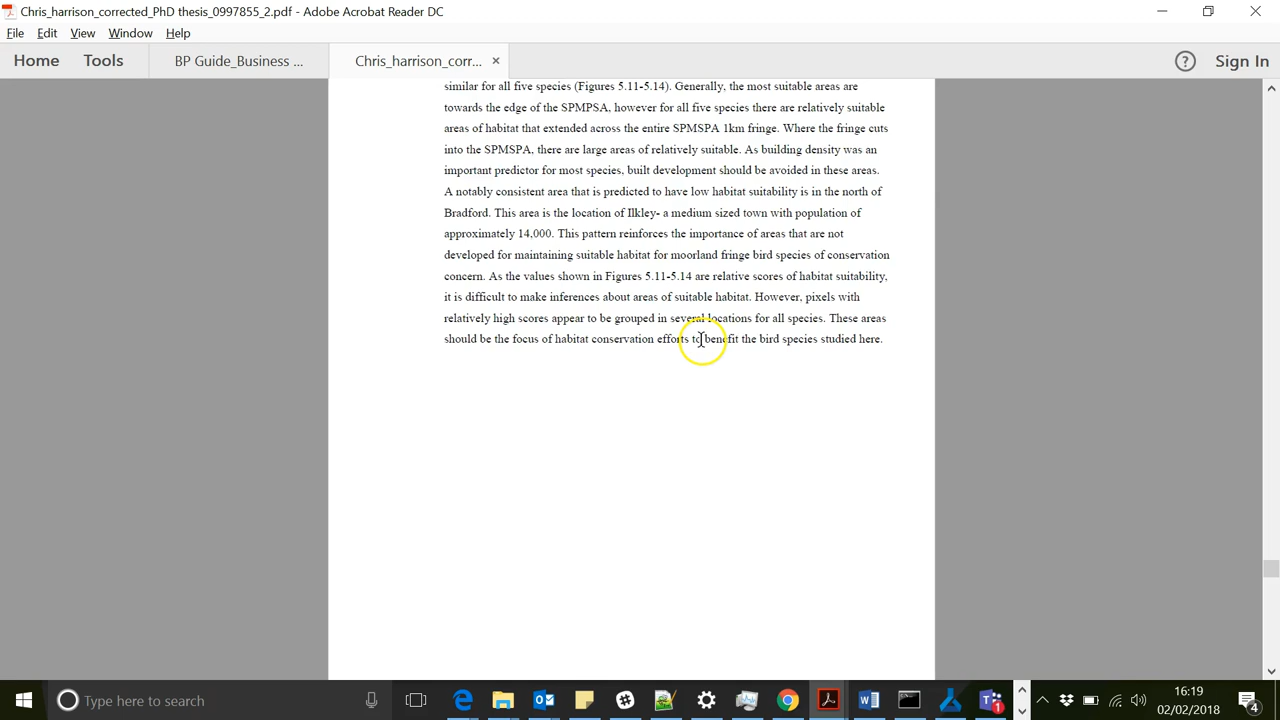 Chris_harrison_corrected_PhD thesis_0997855_2.pdf - Adobe Acrobat Reader DC
File Edit View Window Help
Home Tools BP Guide_Business ... Chris_harrison_corr... × ? Sign In
similar for all five species (Figures 5.11-5.14). Generally, the most suitable areas are
towards the edge of the SPMPSA, however for all five species there are relatively suitable
areas of habitat that extended across the entire SPMSPA 1km fringe. Where the fringe cuts
into the SPMSPA, there are large areas of relatively suitable. As building density was an
important predictor for most species, built development should be avoided in these areas.
A notably consistent area that is predicted to have low habitat suitability is in the north of
Bradford. This area is the location of Ilkley- a medium sized town with population of
approximately 14,000. This pattern reinforces the importance of areas that are not
developed for maintaining suitable habitat for moorland fringe bird species of conservation
concern. As the values shown in Figures 5.11-5.14 are relative scores of habitat suitability,
it is difficult to make inferences about areas of suitable habitat. However, pixels with
relatively high scores appear to be grouped in several locations for all species. These areas
should be the focus of habitat conservation efforts to benefit the bird species studied here.
Type here to search
16:19
02/02/2018
1
4